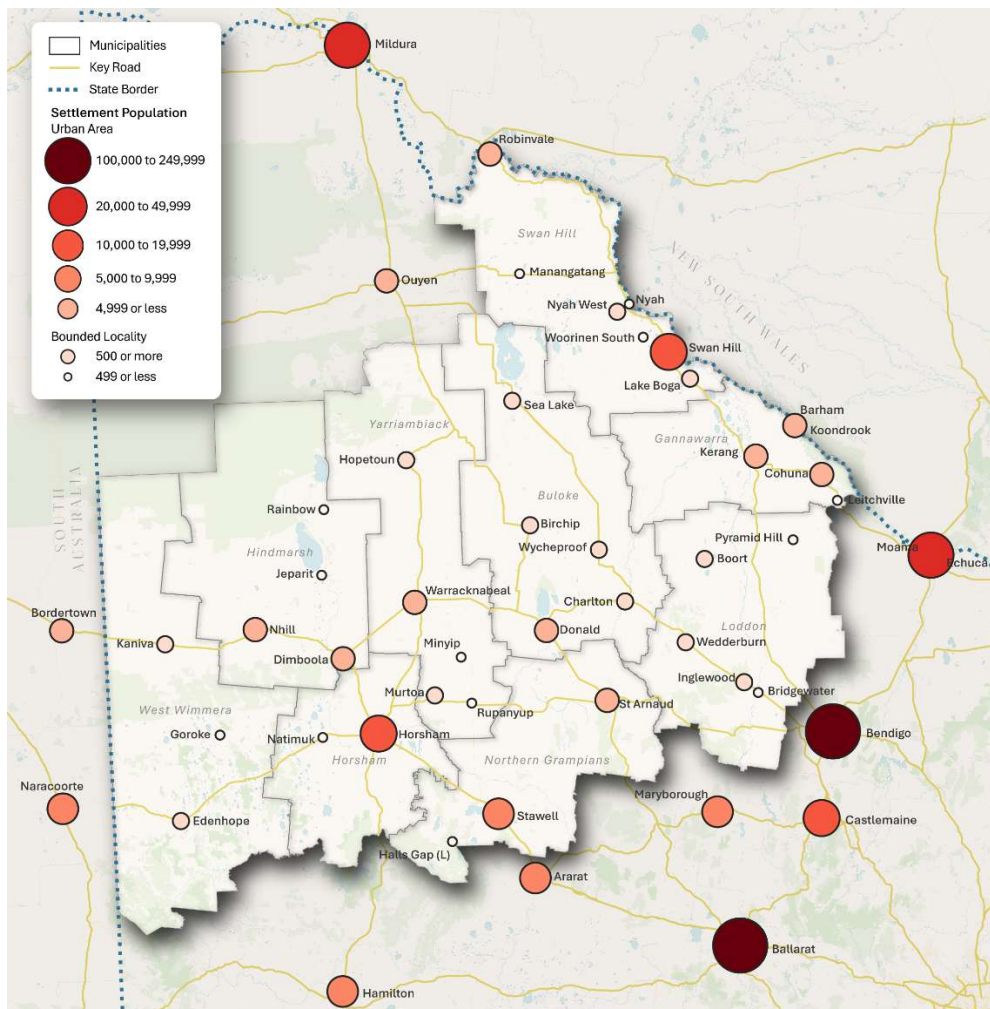 Municipalities
Key Road
State Border
Settlement Population
Urban Area
100,000 to 249,999
20,000 to 49,999
10,000 to 19,999
5,000 to 9,999
4,999 or less
Bounded Locality
500 or more
499 or less
Mildura
Robinvale
Swan Hill
Manangatang
Ouyen
Nyah West
Nyah
NEW SOUTH WALES
Woorinen South
Swan Hill
Lake Boga
Sea Lake
Barham
Koondrook
Yarriambiack
Gannawarra
Kerang
Hopetoun
Cohuna
Buloke
Leitchville
SOUTH
AUSTRALIA
Rainbow
Birchip
Pyramid Hill
Hindmarsh
Wycheproof
Moama
Echuca
Boort
Jeparit
Warracknabeal
Charlton
Bordertown
Loddon
Nhill
Donald
Kaniva
Wedderburn
Dimboola
Minyip
Inglewood
Bridgewater
Murtoa
St Arnaud
Rupanyup
West Wimmera
Goroke
Natimuk
Horsham
Bendigo
Horsham
Northern Grampians
Naracoorte
Maryborough
Edenhope
Stawell
Castlemaine
Halls Gap (L)
Ararat
Ballarat
Hamilton